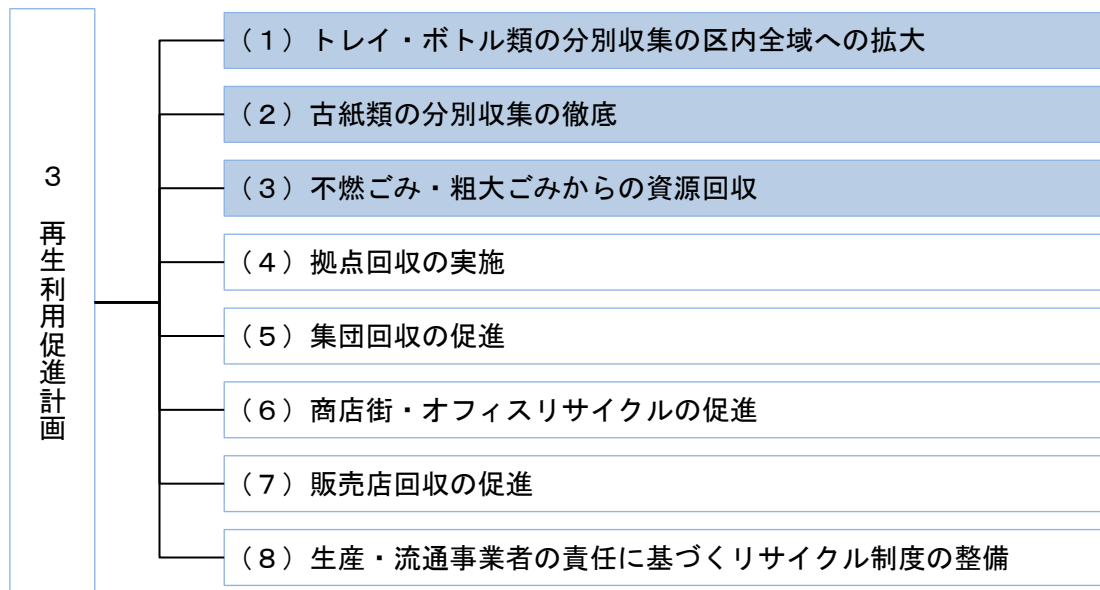 ３　再生利用促進計画
（１）トレイ・ボトル類の分別収集の区内全域への拡大
（２）古紙類の分別収集の徹底
（３）不燃ごみ・粗大ごみからの資源回収
（４）拠点回収の実施
（５）集団回収の促進
（６）商店街・オフィスリサイクルの促進
（７）販売店回収の促進
（８）生産・流通事業者の責任に基づくリサイクル制度の整備